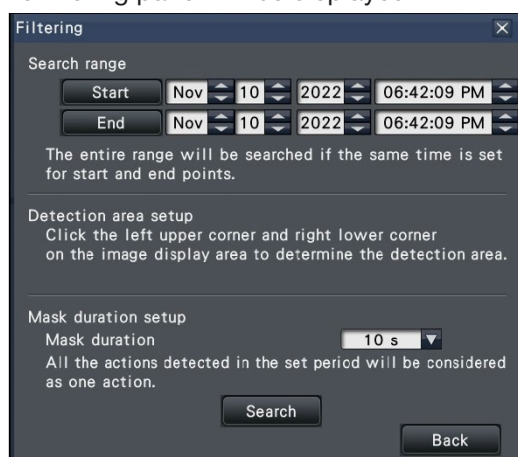 Filtering
Search range
Start Nov 10 2022 06:42:09 PM
End Nov 10 2022 06:42:09 PM
The entire range will be searched if the same time is set
for start and end points.
Detection area setup
Click the left upper corner and right lower corner
on the image display area to determine the detection area.
Mask duration setup
Mask duration 10 s
All the actions detected in the set period will be considered
as one action.
Search
Back